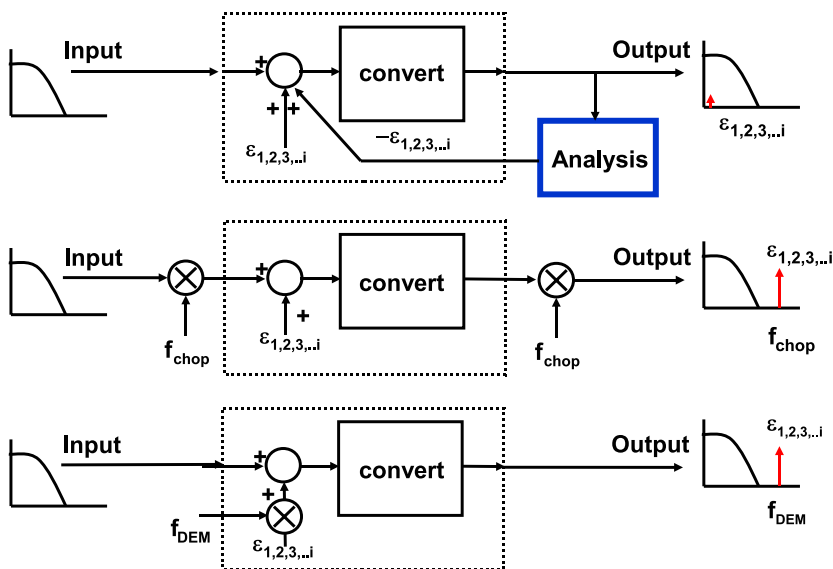 Input
+
convert
Output
+ +
−ε1,2,3,..i
ε1,2,3,..i
Analysis
ε1,2,3,..i
Input
+
convert
Output
ε1,2,3,..i
+
fchop
ε1,2,3,..i
fchop
fchop
Input
+
convert
Output
ε1,2,3,..i
+
fDEM
ε1,2,3,..i
fDEM